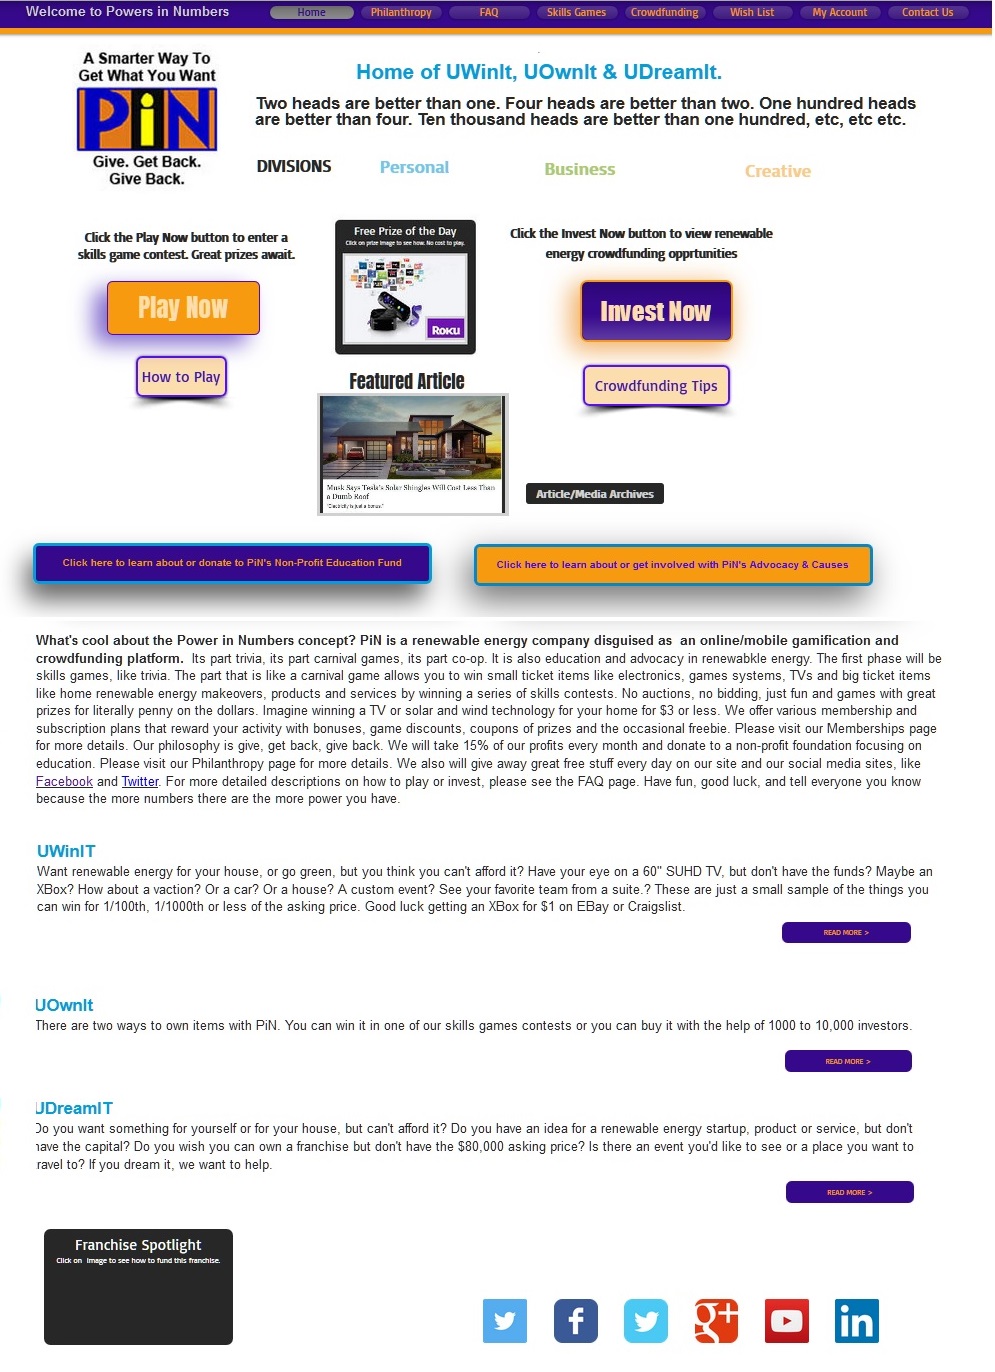 Welcome to Powers in Numbers
Home
Philanthropy
FAQ
Skills Games
Crowdfunding
Wish List
My Account
Contact Us
A Smarter Way To
Get What You Want
PiN
Give. Get Back.
Give Back.
Home of UWinIt, UOwnIt & UDreamIt.
Two heads are better than one. Four heads are better than two. One hundred heads
are better than four. Ten thousand heads are better than one hundred, etc, etc etc.
DIVISIONS
Personal
Business
Creative
Click the Play Now button to enter a
skills game contest. Great prizes await.
Play Now
How to Play
Free Prize of the Day
Click on prize image to see how. No cost to play.
ROKU
Click the Invest Now button to view renewable
energy crowdfunding opprtunities
Invest Now
Crowdfunding Tips
Featured Article
Musk Says Tesla's Solar Shingles Will Cost Less Than
a Dumb Roof
"Electricity is just a bonus."
Article/Media Archives
Click here to learn about or donate to PiN's Non-Profit Education Fund
Click here to learn about or get involved with PiN's Advocacy & Causes
What's cool about the Power in Numbers concept? PiN is a renewable energy company disguised as an online/mobile gamification and
crowdfunding platform. Its part trivia, its part carnival games, its part co-op. It is also education and advocacy in renewabkle energy. The first phase will be
skills games, like trivia. The part that is like a carnival game allows you to win small ticket items like electronics, games systems, TVs and big ticket items
like home renewable energy makeovers, products and services by winning a series of skills contests. No auctions, no bidding, just fun and games with great
prizes for literally penny on the dollars. Imagine winning a TV or solar and wind technology for your home for $3 or less. We offer various membership and
subscription plans that reward your activity with bonuses, game discounts, coupons of prizes and the occasional freebie. Please visit our Memberships page
for more details. Our philosophy is give, get back, give back. We will take 15% of our profits every month and donate to a non-profit foundation focusing on
education. Please visit our Philanthropy page for more details. We also will give away great free stuff every day on our site and our social media sites, like
Facebook and Twitter. For more detailed descriptions on how to play or invest, please see the FAQ page. Have fun, good luck, and tell everyone you know
because the more numbers there are the more power you have.
UWinIT
Want renewable energy for your house, or go green, but you think you can't afford it? Have your eye on a 60" SUHD TV, but don't have the funds? Maybe an
XBox? How about a vaction? Or a car? Or a house? A custom event? See your favorite team from a suite.? These are just a small sample of the things you
can win for 1/100th, 1/1000th or less of the asking price. Good luck getting an XBox for $1 on EBay or Craigslist.
READ MORE >
UOwnIt
There are two ways to own items with PiN. You can win it in one of our skills games contests or you can buy it with the help of 1000 to 10,000 investors.
READ MORE >
UDreamIT
Do you want something for yourself or for your house, but can't afford it? Do you have an idea for a renewable energy startup, product or service, but don't
have the capital? Do you wish you can own a franchise but don't have the $80,000 asking price? Is there an event you'd like to see or a place you want to
travel to? If you dream it, we want to help.
READ MORE >
Franchise Spotlight
Click on image to see how to fund this franchise.
f
g+
in